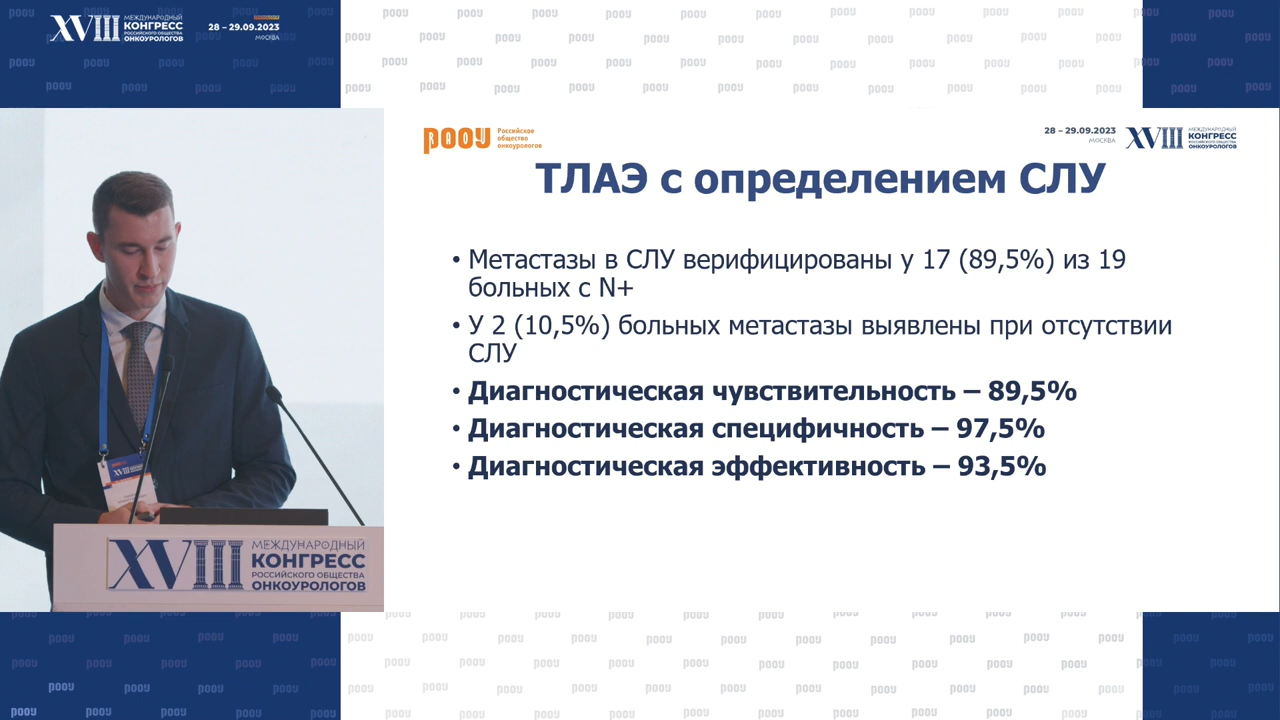 XVIII
МЕЖДУНАРОДНЫЙ
КОНГРЕСС
РОССИЙСКОГО ОБЩЕСТВА
ОНКОУРОЛОГОВ
28 – 29.09.2023
МОСКВА
РООУ
Российское
общество
онкоурологов
28 – 29.09.2023
МОСКВА
XVIII
МЕЖДУНАРОДНЫЙ
КОНГРЕСС
РОССИЙСКОГО ОБЩЕСТВА
ОНКОУРОЛОГОВ
ТЛАЭ с определением СЛУ
• Метастазы в СЛУ верифицированы у 17 (89,5%) из 19
больных с N+
• У 2 (10,5%) больных метастазы выявлены при отсутствии
СЛУ
• Диагностическая чувствительность – 89,5%
• Диагностическая специфичность – 97,5%
• Диагностическая эффективность – 93,5%
XVIII
МЕЖДУНАРОДНЫЙ
КОНГРЕСС
РОССИЙСКОГО ОБЩЕСТВА
ОНКОУРОЛОГОВ